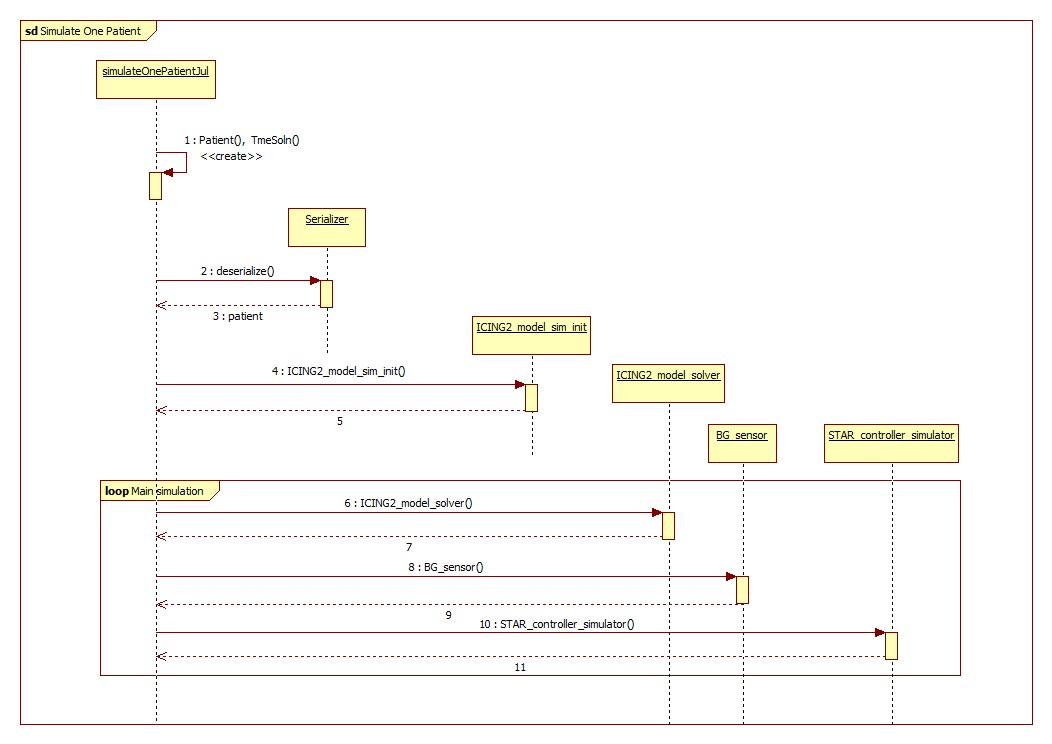 sd Simulate One Patient
simulateOnePatientJul
1 : Patient(), TmeSoln()
<<create>>
Serializer
2 : deserialize()
3 : patient
ICING2_model_sim_init
4 : ICING2_model_sim_init()
5
ICING2_model_solver
BG_sensor
STAR_controller_simulator
loop Main simulation
6 : ICING2_model_solver()
7
8 : BG_sensor()
9
10 : STAR_controller_simulator()
11